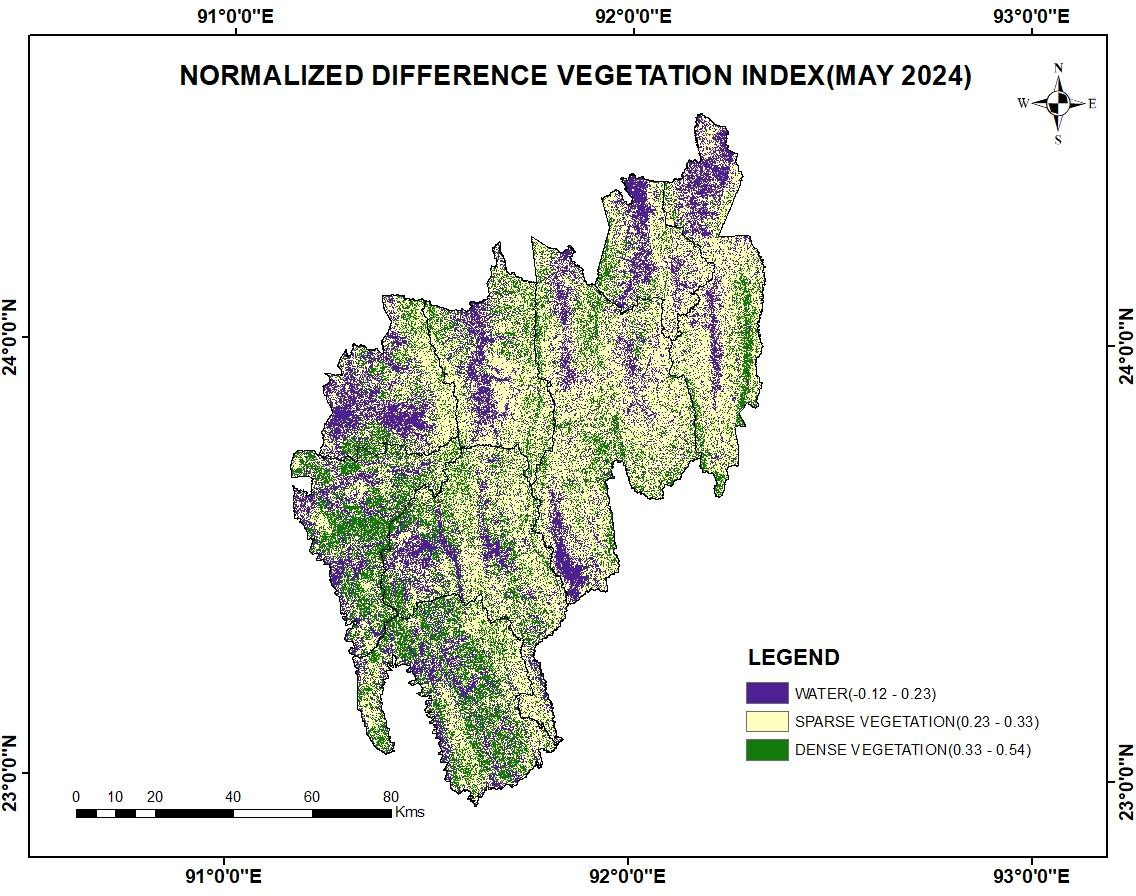 91°0'0"E 92°0'0"E 93°0'0"E
NORMALIZED DIFFERENCE VEGETATION INDEX(MAY 2024)
N
W E
S
24°0'0"N 24°0'0"N
LEGEND
WATER(-0.12 - 0.23)
SPARSE VEGETATION(0.23 - 0.33)
DENSE VEGETATION(0.33 - 0.54)
23°0'0"N 23°0'0"N
0 10 20 40 60 80
Kms
91°0'0"E 92°0'0"E 93°0'0"E